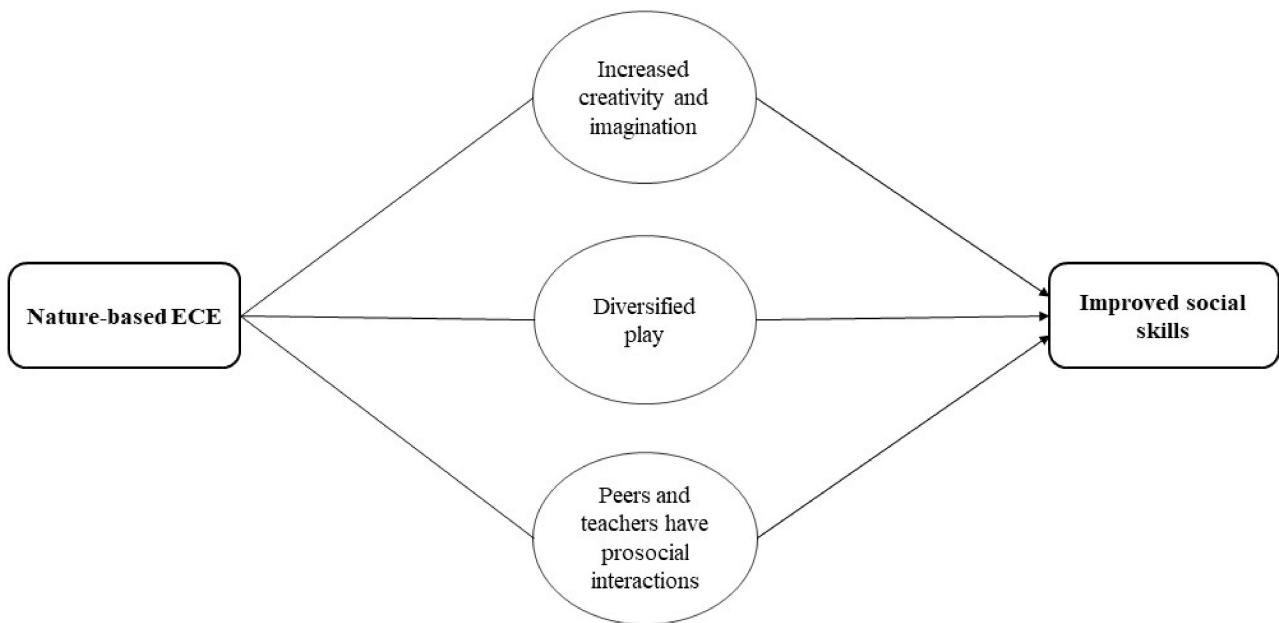 Increased
creativity and
imagination
Nature-based ECE
Diversified
play
Improved social
skills
Peers and
teachers have
prosocial
interactions